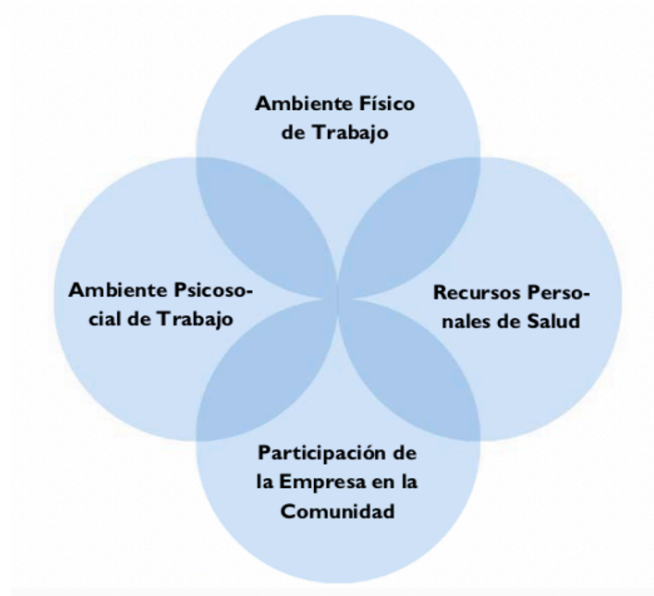 Ambiente Físico
de Trabajo
Ambiente Psicoso-
cial de Trabajo
Recursos Perso-
nales de Salud
Participación de
la Empresa en la
Comunidad